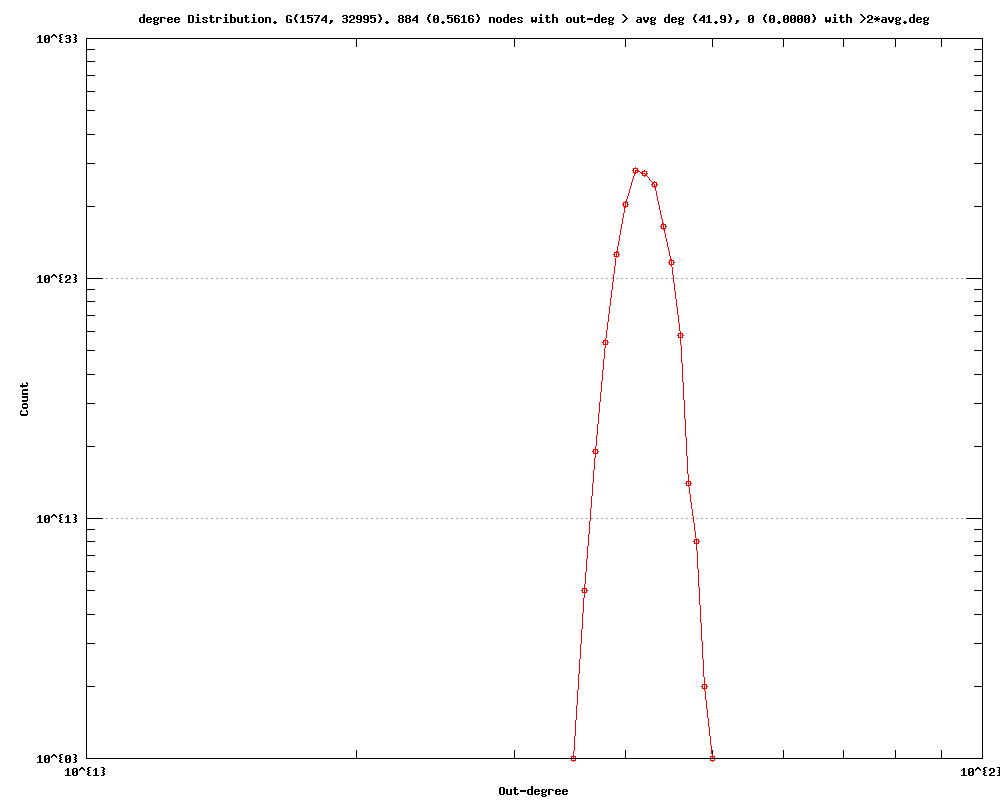 degree Distribution. G(1574, 32995). 884 (0.5616) nodes with out-deg > avg deg (41.9), 0 (0.0000) with >2*avg.deg
10^{3}
10^{2}
Count
10^{1}
10^{0}
10^{1}
10^{2}
Out-degree